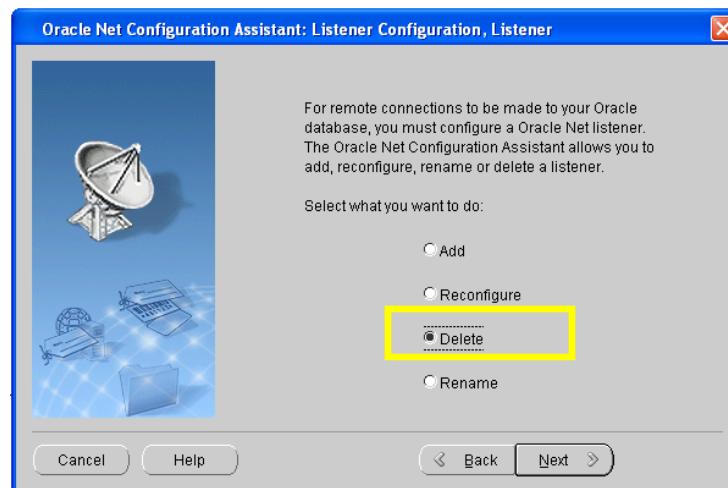 Oracle Net Configuration Assistant: Listener Configuration, Listener
For remote connections to be made to your Oracle
database, you must configure a Oracle Net listener.
The Oracle Net Configuration Assistant allows you to
add, reconfigure, rename or delete a listener.
Select what you want to do:
Add
Reconfigure
Delete
Rename
Cancel Help Back Next